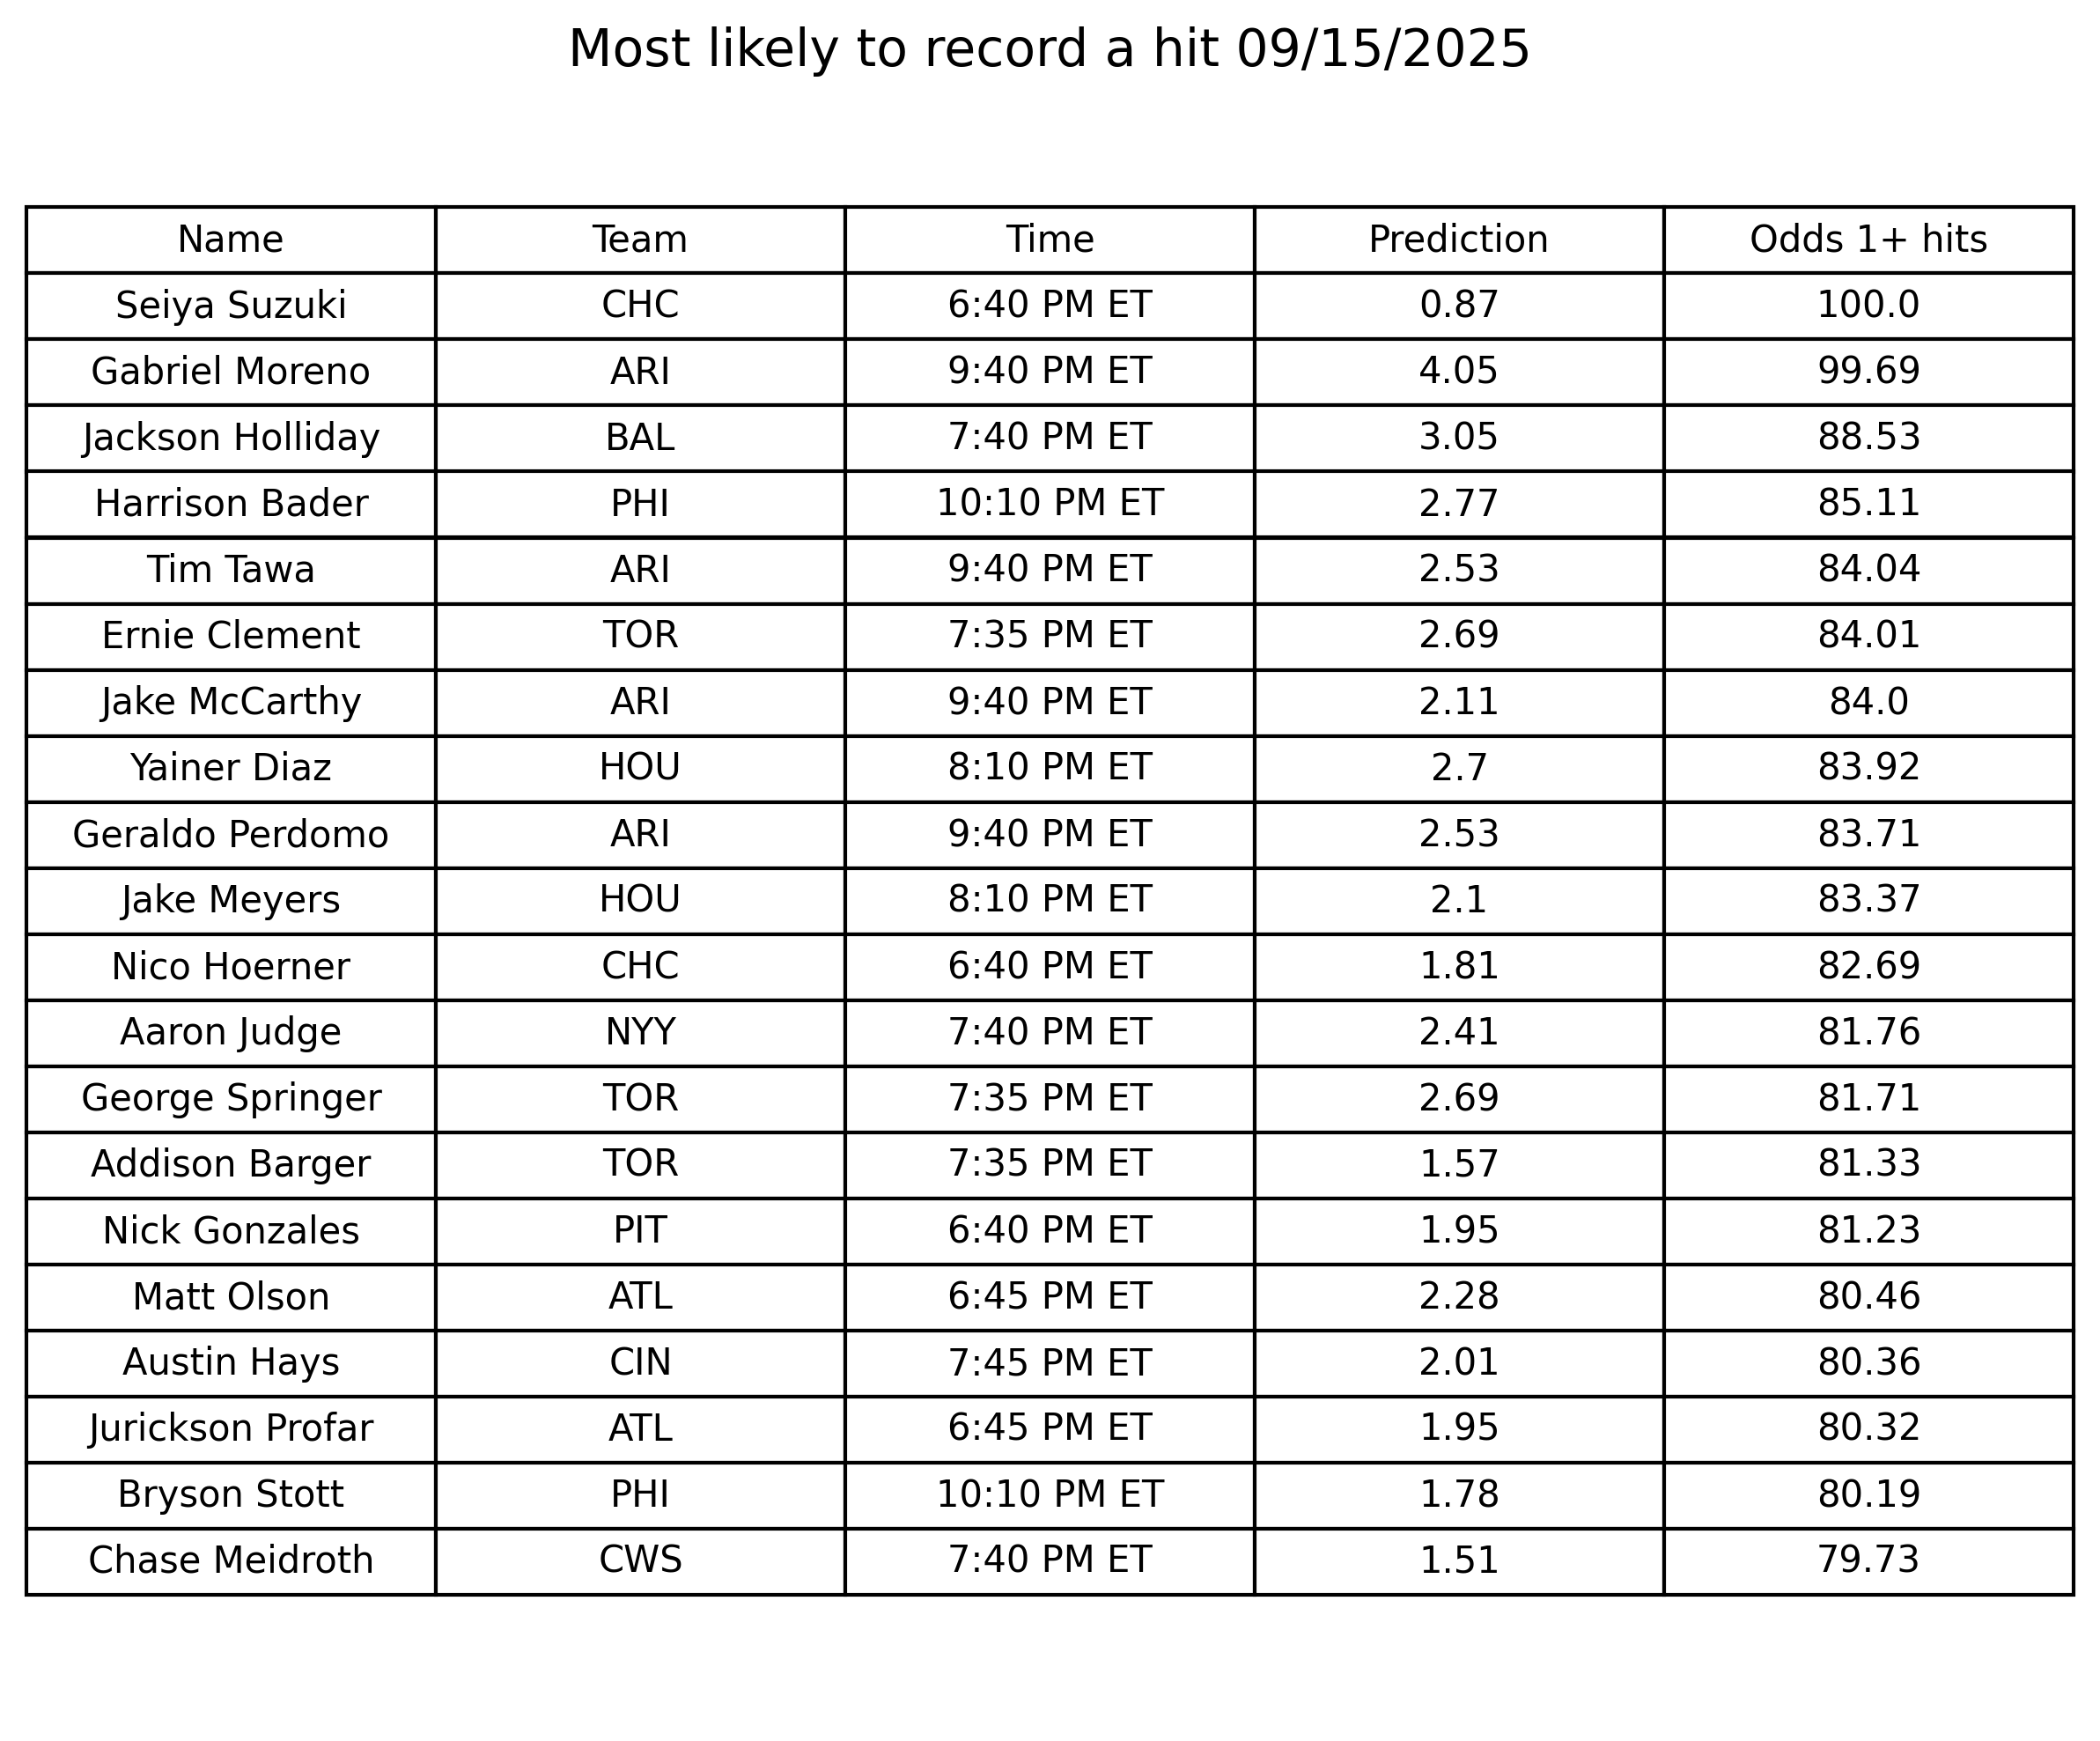 Most likely to record a hit 09/15/2025
Name Team Time Prediction Odds 1+ hits
Seiya Suzuki CHC 6:40 PM ET 0.87 100.0
Gabriel Moreno ARI 9:40 PM ET 4.05 99.69
Jackson Holliday BAL 7:40 PM ET 3.05 88.53
Harrison Bader PHI 10:10 PM ET 2.77 85.11
Tim Tawa ARI 9:40 PM ET 2.53 84.04
Ernie Clement TOR 7:35 PM ET 2.69 84.01
Jake McCarthy ARI 9:40 PM ET 2.11 84.0
Yainer Diaz HOU 8:10 PM ET 2.7 83.92
Geraldo Perdomo ARI 9:40 PM ET 2.53 83.71
Jake Meyers HOU 8:10 PM ET 2.1 83.37
Nico Hoerner CHC 6:40 PM ET 1.81 82.69
Aaron Judge NYY 7:40 PM ET 2.41 81.76
George Springer TOR 7:35 PM ET 2.69 81.71
Addison Barger TOR 7:35 PM ET 1.57 81.33
Nick Gonzales PIT 6:40 PM ET 1.95 81.23
Matt Olson ATL 6:45 PM ET 2.28 80.46
Austin Hays CIN 7:45 PM ET 2.01 80.36
Jurickson Profar ATL 6:45 PM ET 1.95 80.32
Bryson Stott PHI 10:10 PM ET 1.78 80.19
Chase Meidroth CWS 7:40 PM ET 1.51 79.73